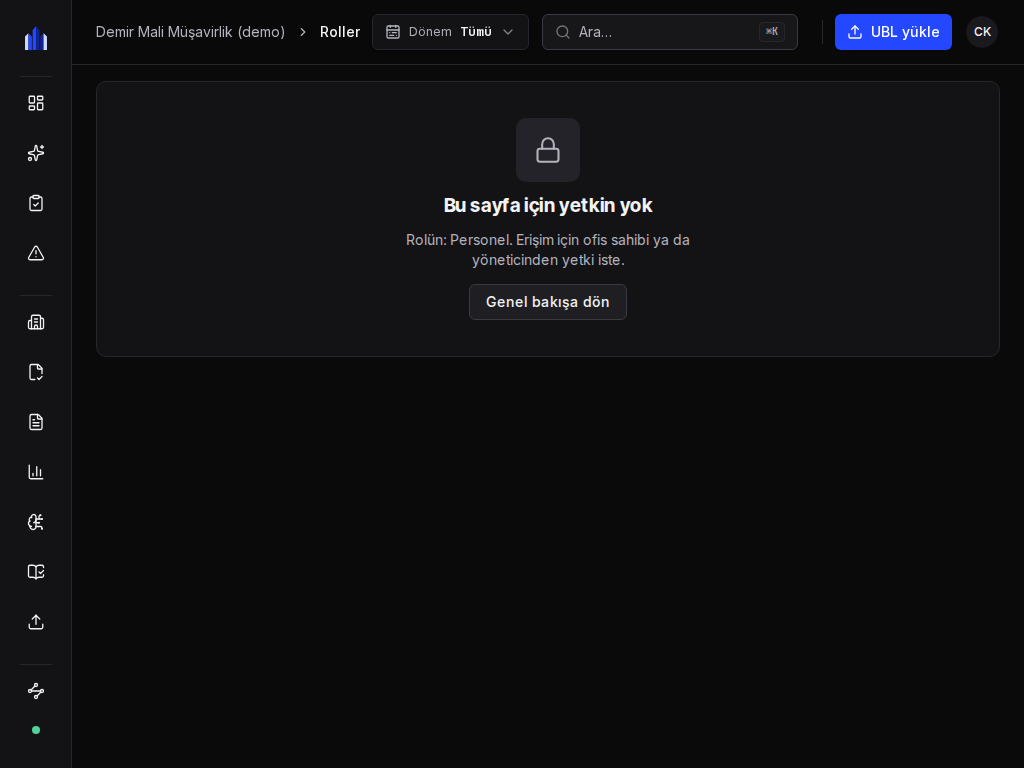 Demir Mali Müşavirlik (demo) > Roller
Dönem Tümü
Ara…
⌘K
UBL yükle
CK
Bu sayfa için yetkin yok
Rolün: Personel. Erişim için ofis sahibi ya da
yöneticinden yetki iste.
Genel bakışa dön